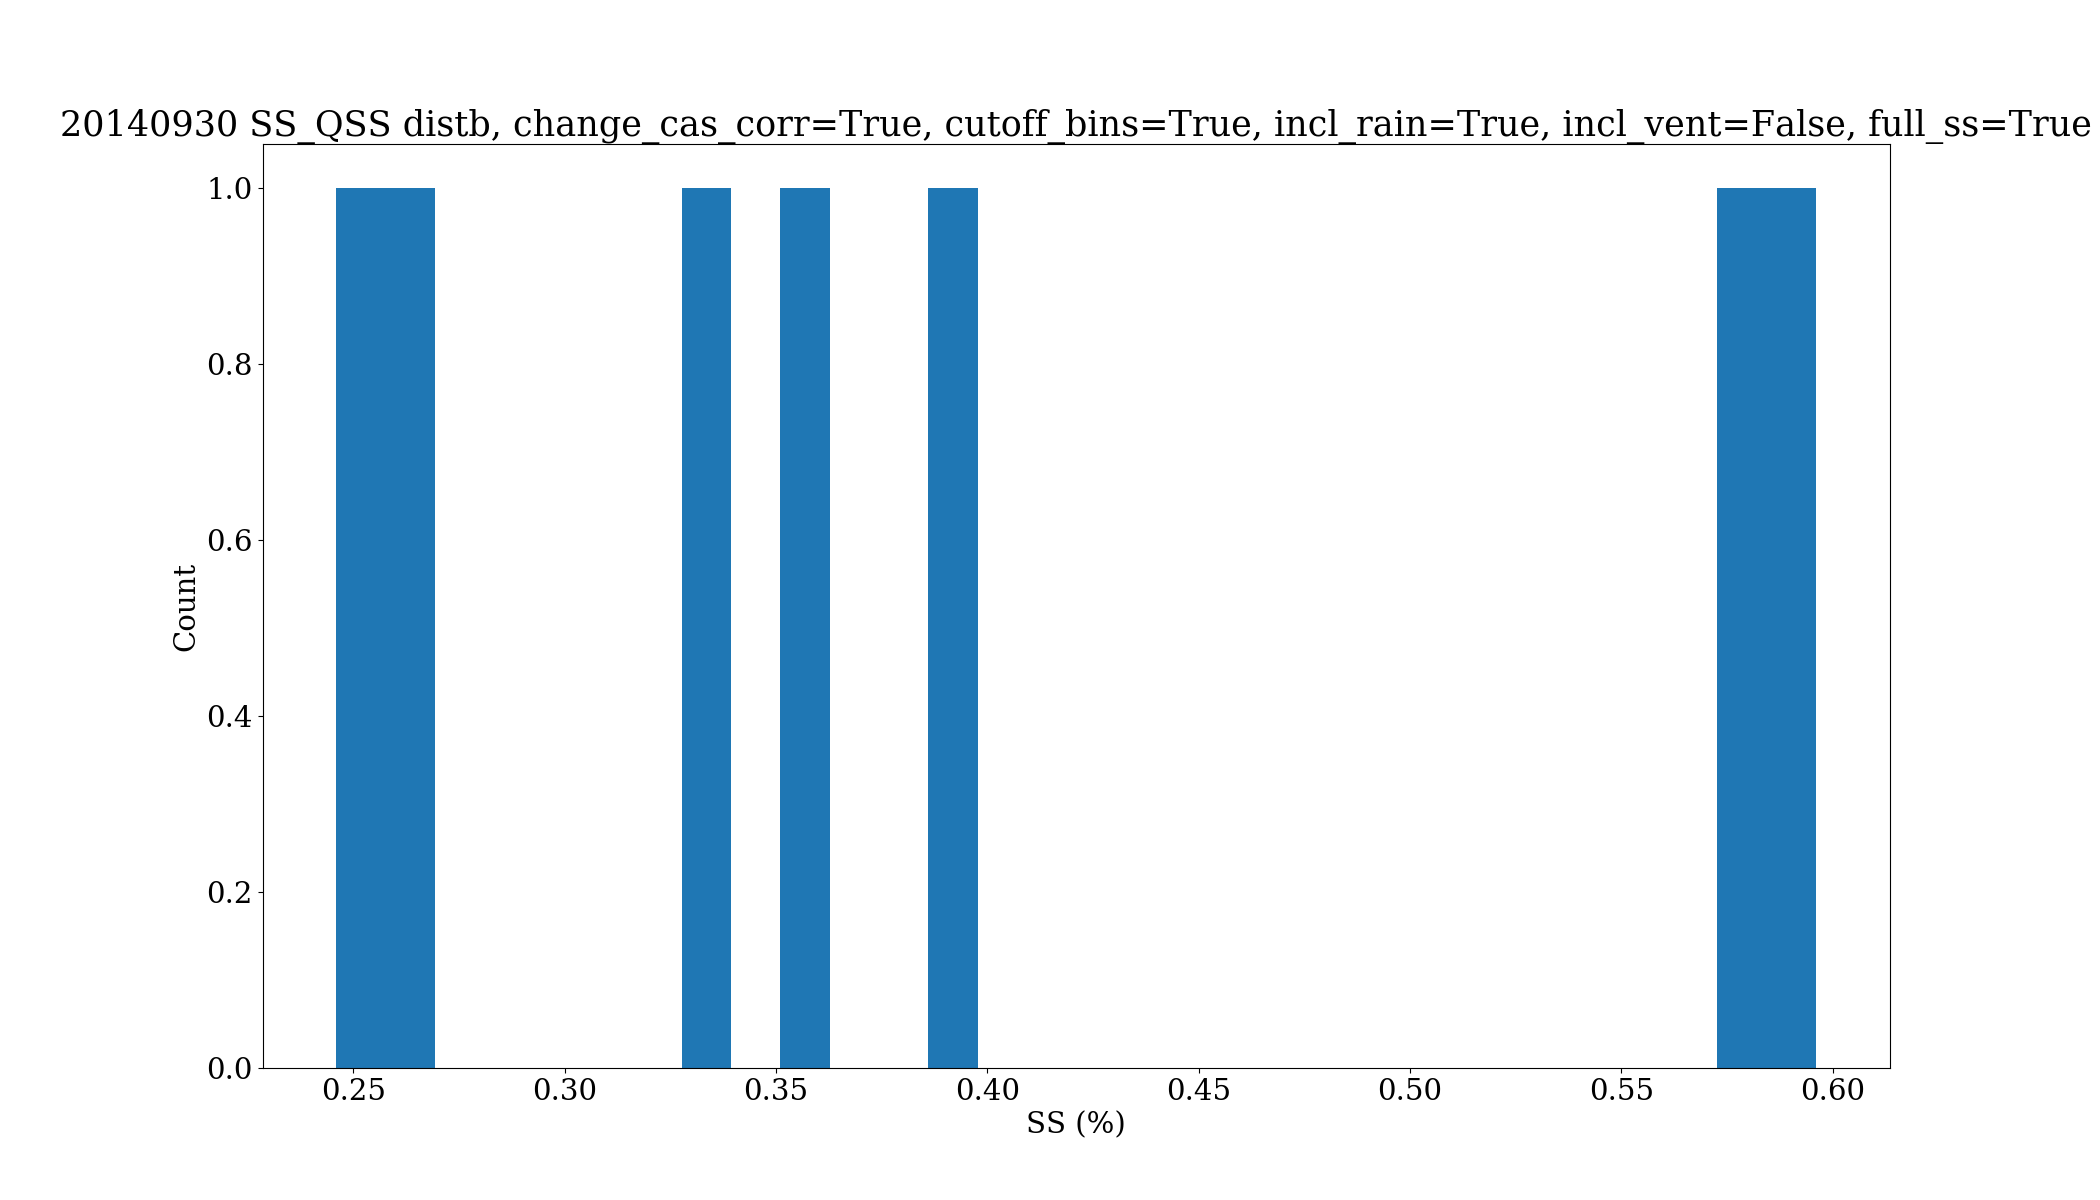 20140930 SS_QSS distb, change_cas_corr=True, cutoff_bins=True, incl_rain=True, incl_vent=False, full_ss=True
1.0
0.8
0.6
0.4
0.2
0.0
Count
0.25 0.30 0.35 0.40 0.45 0.50 0.55 0.60
SS (%)